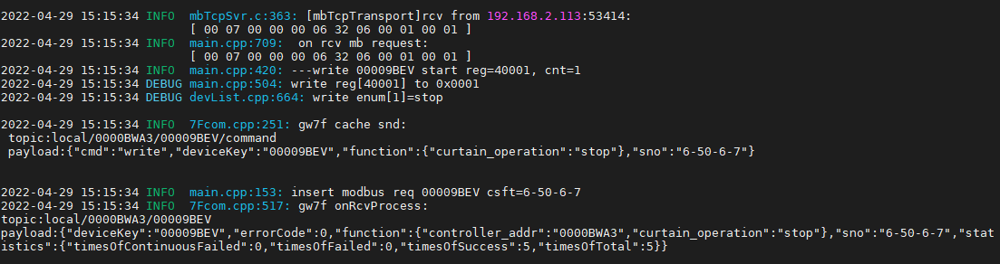 2022-04-29 15:15:34 INFO  mbTcpSvr.c:363: [mbTcpTransport]rcv from 192.168.2.113:53414:
[ 00 07 00 00 00 06 32 06 00 01 00 01 ]
2022-04-29 15:15:34 INFO  main.cpp:709:  on rcv mb request:
[ 00 07 00 00 00 06 32 06 00 01 00 01 ]
2022-04-29 15:15:34 INFO  main.cpp:420: ---write 00009BEV start reg=40001, cnt=1
2022-04-29 15:15:34 DEBUG main.cpp:504: write reg[40001] to 0x0001
2022-04-29 15:15:34 DEBUG devList.cpp:664: write enum[1]=stop
2022-04-29 15:15:34 INFO  7Fcom.cpp:251: gw7f cache snd:
topic:local/0000BWA3/00009BEV/command
payload:{"cmd":"write","deviceKey":"00009BEV","function":{"curtain_operation":"stop"},"sno":"6-50-6-7"}
2022-04-29 15:15:34 INFO  main.cpp:153: insert modbus req 00009BEV csft=6-50-6-7
2022-04-29 15:15:34 INFO  7Fcom.cpp:517: gw7f onRcvProcess:
topic:local/0000BWA3/00009BEV
payload:{"deviceKey":"00009BEV","errorCode":0,"function":{"controller_addr":"0000BWA3","curtain_operation":"stop"},"sno":"6-50-6-7","stat
istics":{"timesOfContinuousFailed":0,"timesOfFailed":0,"timesOfSuccess":5,"timesOfTotal":5}}